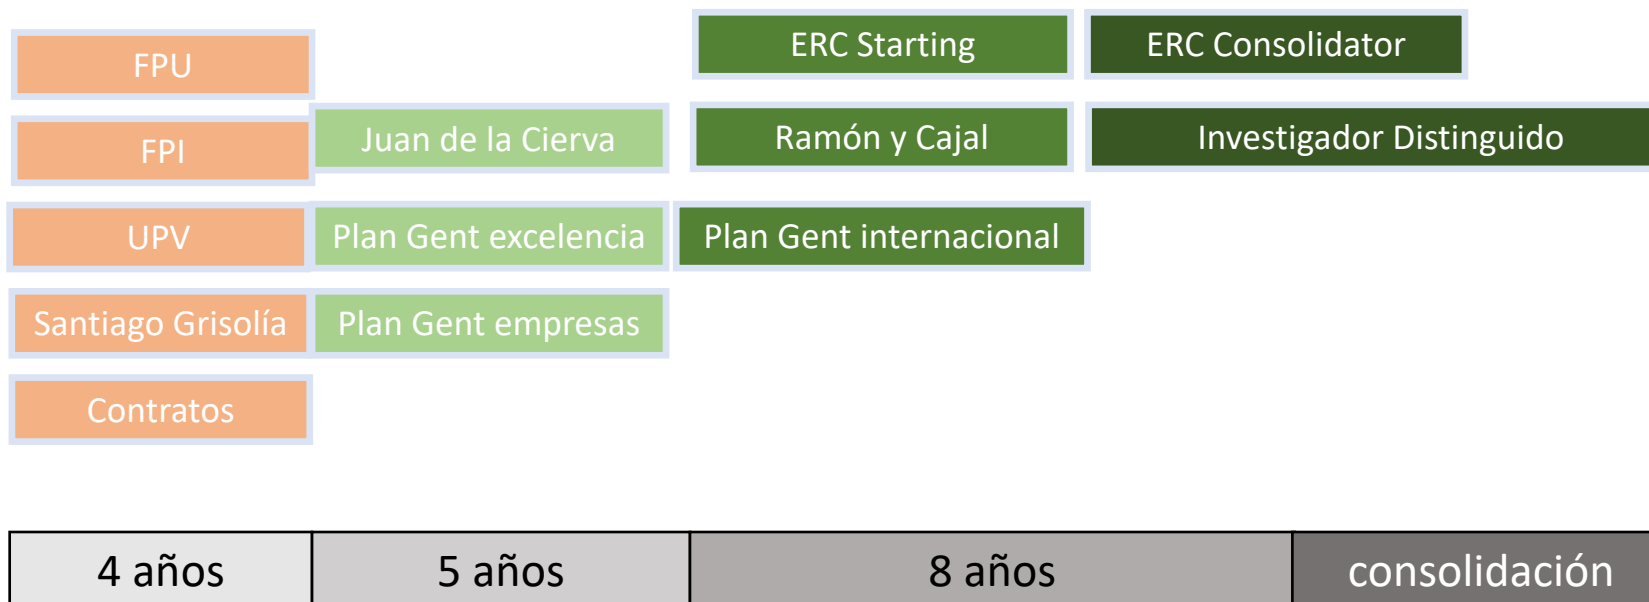 FPU
ERC Starting
ERC Consolidator
FPI
Juan de la Cierva
Ramón y Cajal
Investigador Distinguido
UPV
Plan Gent excelencia
Plan Gent internacional
Santiago Grisolía
Plan Gent empresas
Contratos
4 años
5 años
8 años
consolidación